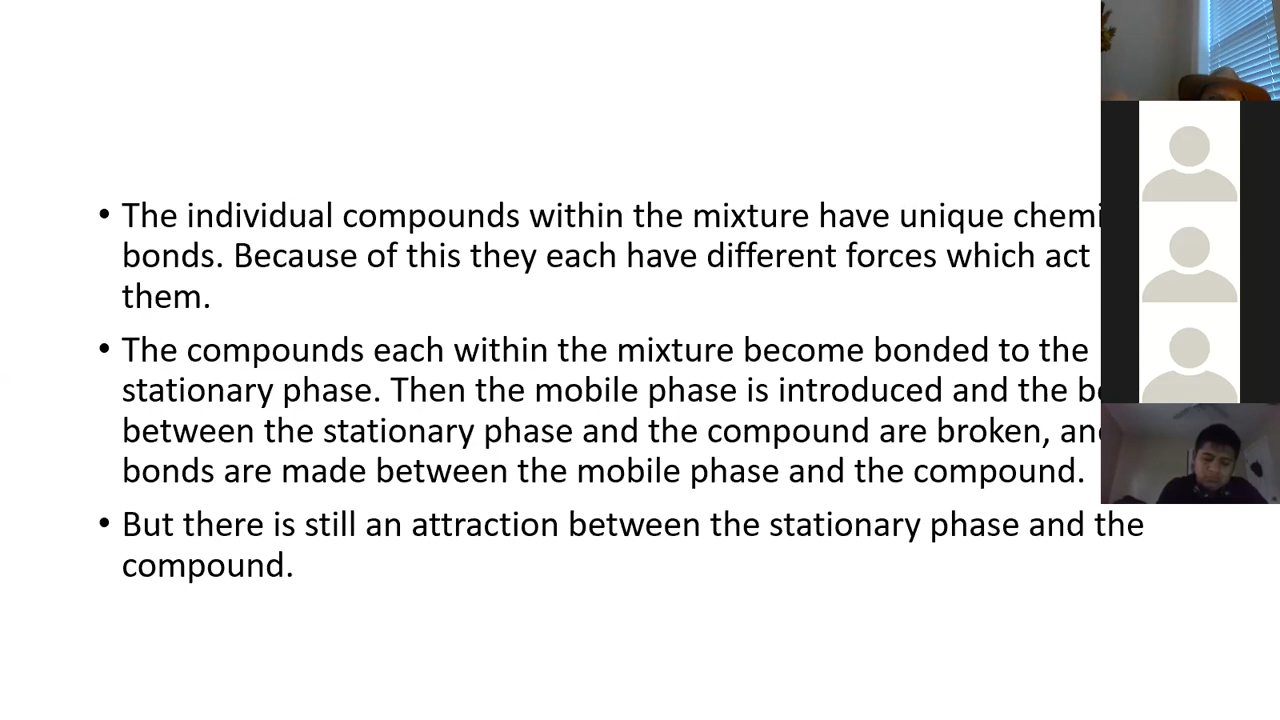 • The individual compounds within the mixture have unique chemi
bonds. Because of this they each have different forces which act
them.
• The compounds each within the mixture become bonded to the
stationary phase. Then the mobile phase is introduced and the
between the stationary phase and the compound are broken,
bonds are made between the mobile phase and the compound.
• But there is still an attraction between the stationary phase and the
compound.